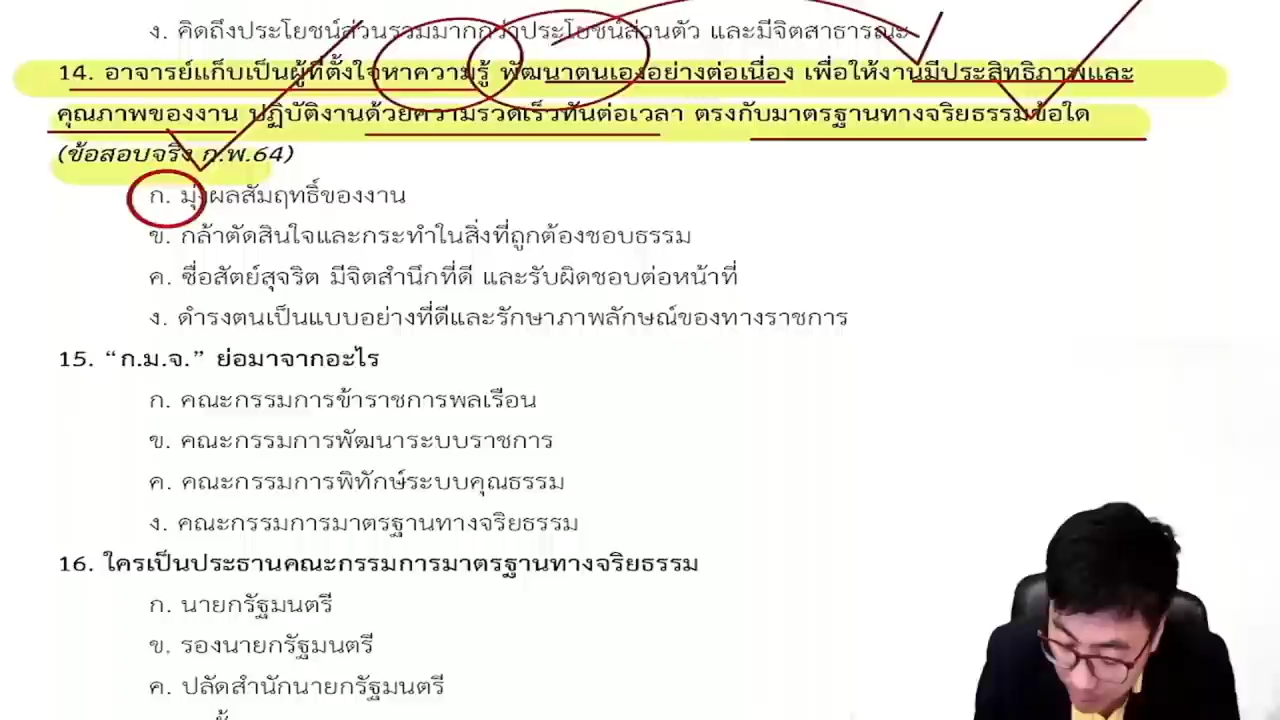 ง. คิดถึงประโยชน์ส่วนรวมมากกว่าประโยชน์ส่วนตัว และมีจิตสาธารณะ
14. อาจารย์แก็บเป็นผู้ที่ตั้งใจหาความรู้ พัฒนาตนเองอย่างต่อเนื่อง เพื่อให้งานมีประสิทธิภาพและ
คุณภาพของงาน ปฏิบัติงานด้วยความรวดเร็วทันต่อเวลา ตรงกับมาตรฐานทางจริยธรรมข้อใด
(ข้อสอบจริง ก.พ.64)
ก. มุ่งผลสัมฤทธิ์ของงาน
ข. กล้าตัดสินใจและกระทำในสิ่งที่ถูกต้องชอบธรรม
ค. ซื่อสัตย์สุจริต มีจิตสำนึกที่ดี และรับผิดชอบต่อหน้าที่
ง. ดำรงตนเป็นแบบอย่างที่ดีและรักษาภาพลักษณ์ของทางราชการ
15. “ก.ม.จ.” ย่อมาจากอะไร
ก. คณะกรรมการข้าราชการพลเรือน
ข. คณะกรรมการพัฒนาระบบราชการ
ค. คณะกรรมการพิทักษ์ระบบคุณธรรม
ง. คณะกรรมการมาตรฐานทางจริยธรรม
16. ใครเป็นประธานคณะกรรมการมาตรฐานทางจริยธรรม
ก. นายกรัฐมนตรี
ข. รองนายกรัฐมนตรี
ค. ปลัดสำนักนายกรัฐมนตรี